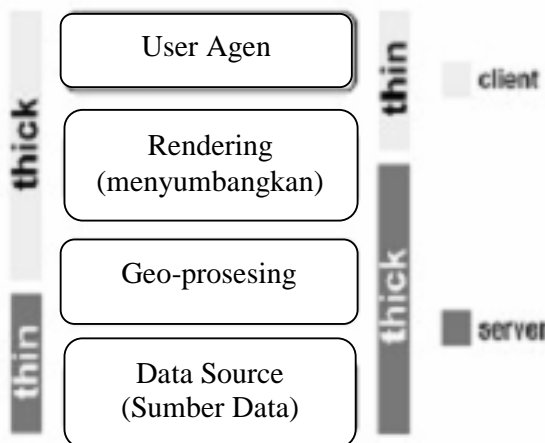 User Agen
thick
thin
client
Rendering
(menyumbangkan)
Geo-prosesing
thin
thick
server
Data Source
(Sumber Data)